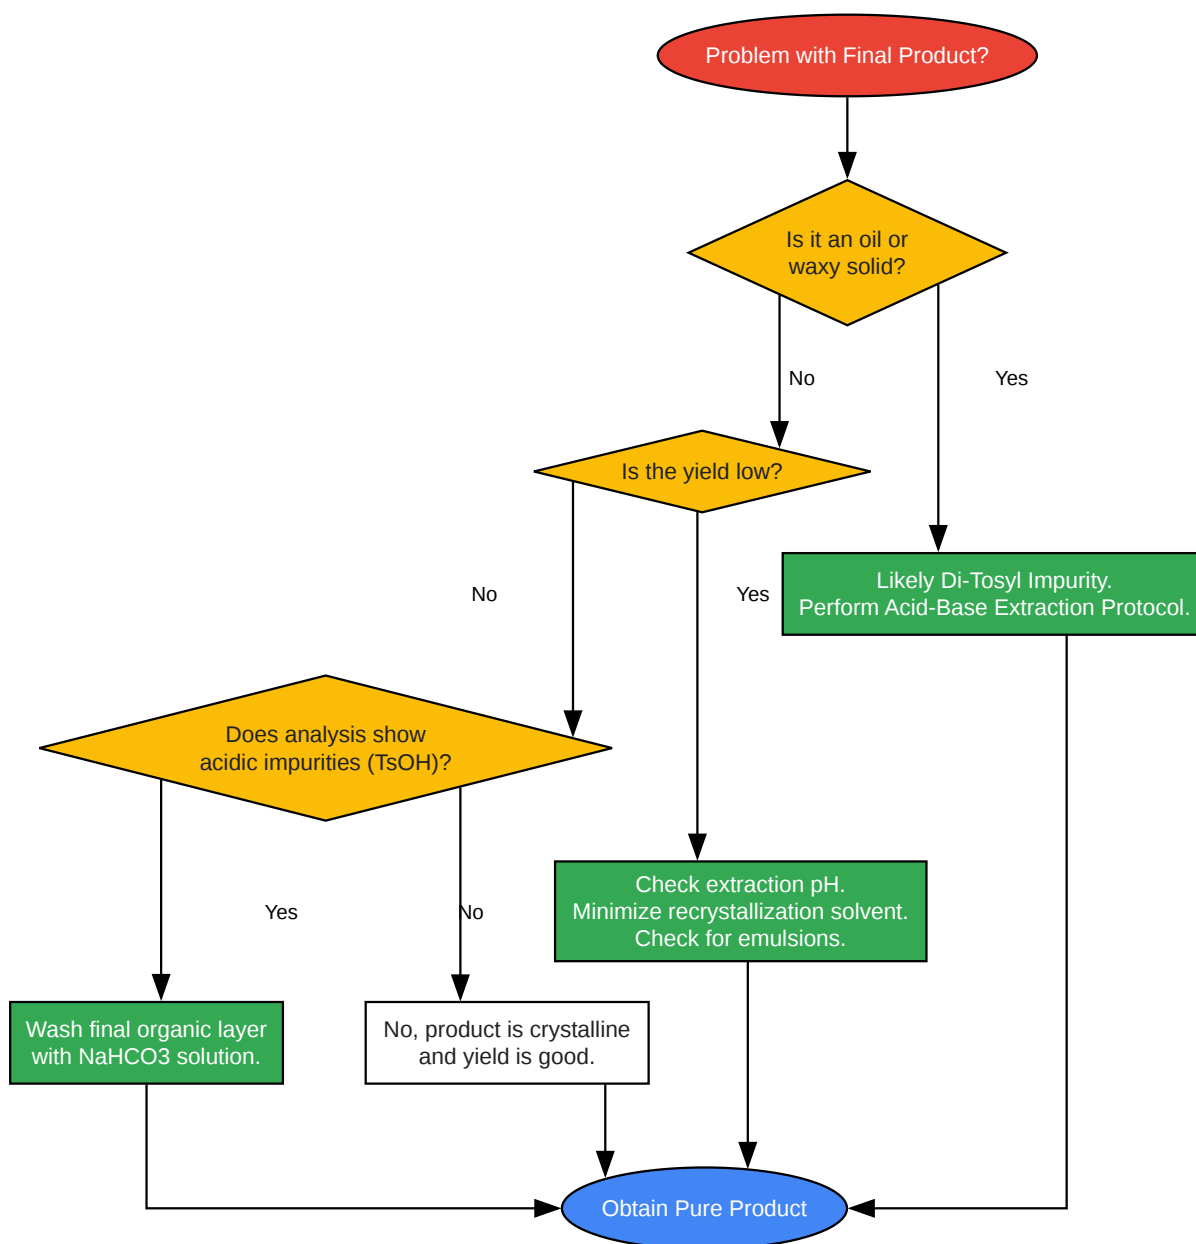 Problem with Final Product?
Is it an oil or
waxy solid?
No
Yes
Is the yield low?
No
Yes
Likely Di-Tosyl Impurity.
Perform Acid-Base Extraction Protocol.
Does analysis show
acidic impurities (TsOH)?
Yes
No
Check extraction pH.
Minimize recrystallization solvent.
Check for emulsions.
Wash final organic layer
with NaHCO3 solution.
No, product is crystalline
and yield is good.
Obtain Pure Product